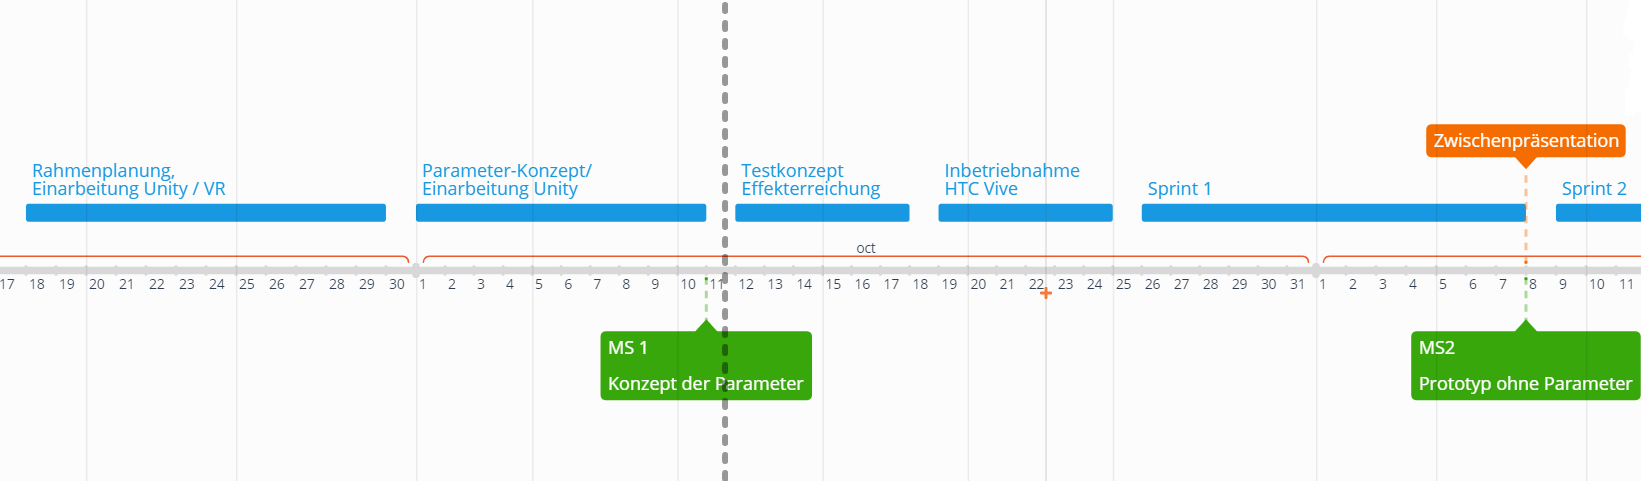 Zwischenpräsentation
Rahmenplanung,
Einarbeitung Unity / VR
Parameter-Konzept/
Einarbeitung Unity
Testkonzept
Effekterreichung
Inbetriebnahme
HTC Vive
Sprint 1
Sprint 2
oct
17 18 19 20 21 22 23 24 25 26 27 28 29 30 1 2 3 4 5 6 7 8 9 10 11 12 13 14 15 16 17 18 19 20 21 22 23 24 25 26 27 28 29 30 31 1 2 3 4 5 6 7 8 9 10 11
MS 1
Konzept der Parameter
MS2
Prototyp ohne Parameter